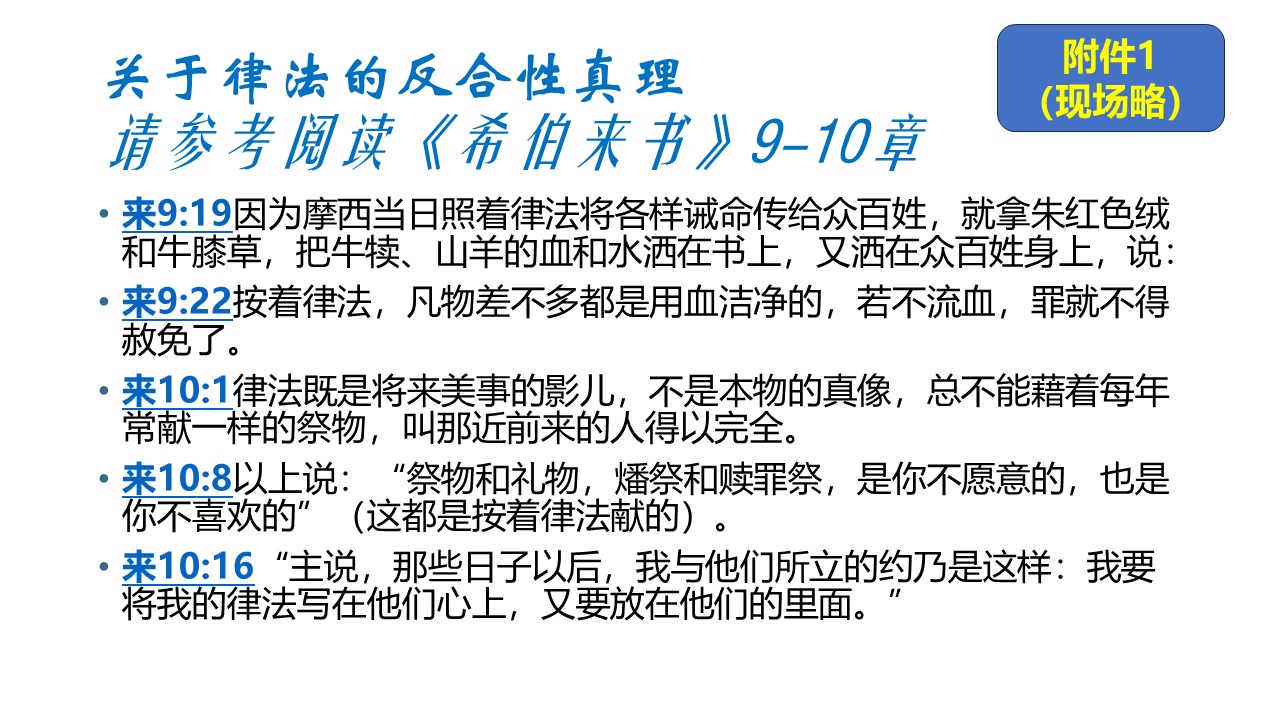 关于律法的反合性真理
请参考阅读《希伯来书》9-10章
附件1
（现场略）
• 来9:19因为摩西当日照着律法将各样诫命传给众百姓，就拿朱红色绒
和牛膝草，把牛犊、山羊的血和水洒在书上，又洒在众百姓身上，说：
• 来9:22按着律法，凡物差不多都是用血洁净的，若不流血，罪就不得
赦免了。
• 来10:1律法既是将来美事的影儿，不是本物的真像，总不能藉着每年
常献一样的祭物，叫那近前来的人得以完全。
• 来10:8以上说：“祭物和礼物，燔祭和赎罪祭，是你不愿意的，也是
你不喜欢的”（这都是按着律法献的）。
• 来10:16“主说，那些日子以后，我与他们所立的约乃是这样：我要
将我的律法写在他们心上，又要放在他们的里面。”